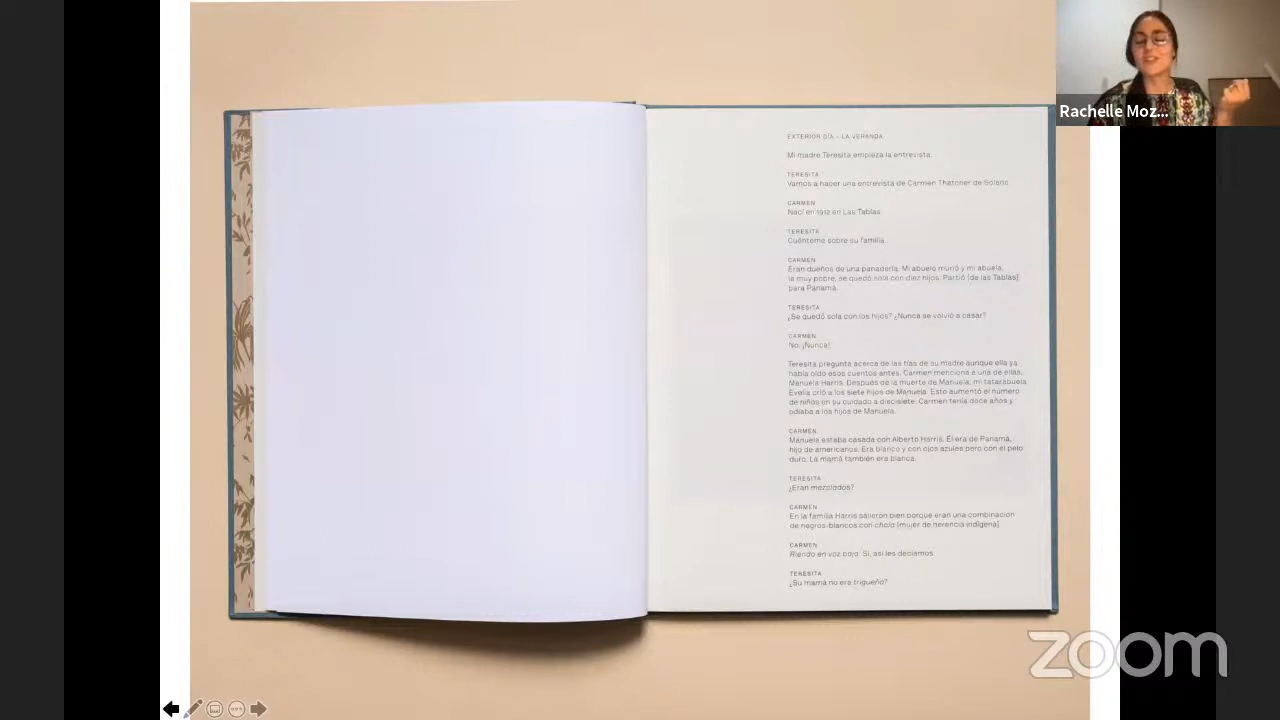 EXTERIOR DÍA - LA VERANDA
Mi madre Teresita empieza la entrevista.
TERESITA
Vamos a hacer una entrevista de Carmen Thatcher de Solano.
CARMEN
Nací en 1912 en Las Tablas.
TERESITA
Cuénteme sobre su familia.
CARMEN
Eran dueños de una panadería. Mi abuelo murió y mi abuela,
la muy pobre, se quedó sola con diez hijos. Partió [de las Tablas]
para Panamá.
TERESITA
¿Se quedó sola con los hijos? ¿Nunca se volvió a casar?
CARMEN
No. ¡Nunca!
Teresita pregunta acerca de las tías de su madre aunque ella ya
había oído esos cuentos antes. Carmen menciona a una de ellas,
Manuela Harris. Después de la muerte de Manuela, mi tatarabuela
Evelia crió a los siete hijos de Manuela. Esto aumentó el número
de niños en su cuidado a diecisiete. Carmen tenía doce años y
odiaba a los hijos de Manuela.
CARMEN
Manuela estaba casada con Alberto Harris. Él era de Panamá,
hijo de americanos. Era blanco y con ojos azules pero con el pelo
duro. La mamá también era blanca.
TERESITA
¿Eran mezclados?
CARMEN
En la familia Harris salieron bien porque eran una combinación
de negros-blancos con chola [mujer de herencia indígena].
CARMEN
Riendo en voz baja. Sí, así les decíamos.
TERESITA
¿Su mamá no era trigueña?
Rachelle Moz...
zoom